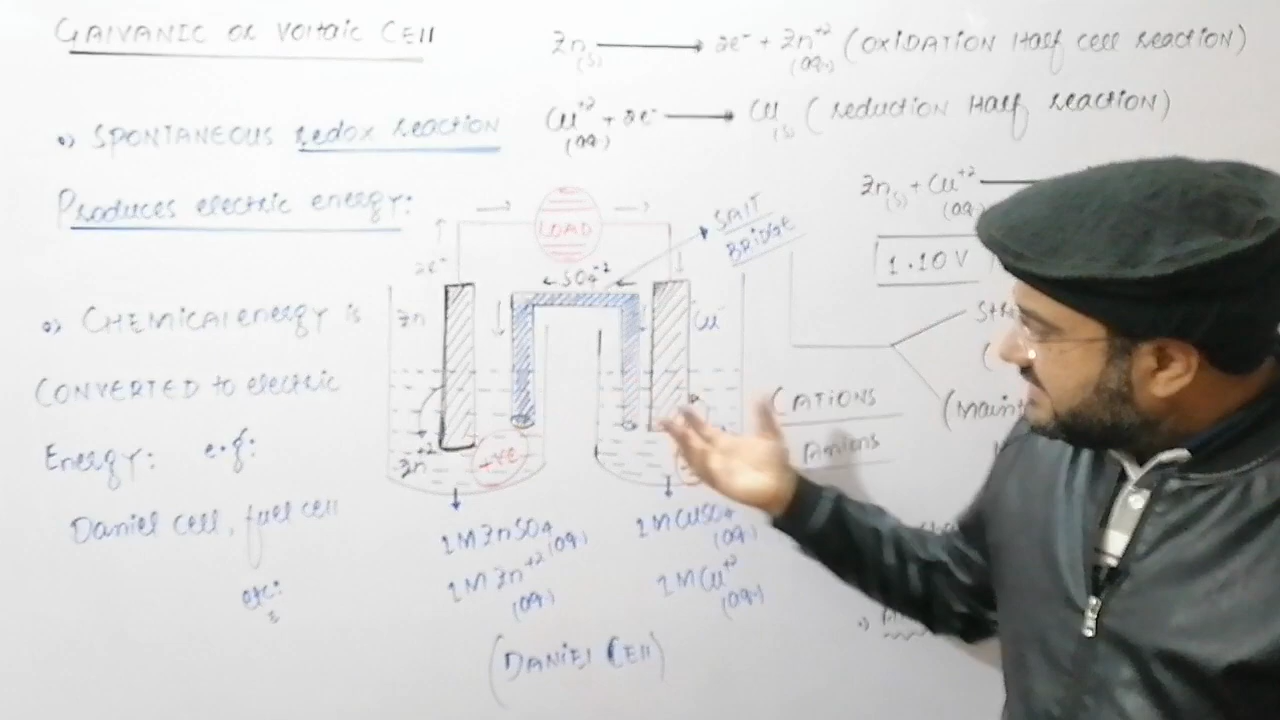 GALVANIC OR VOLTAIC CELL
Zn(s) → 2e⁻ + Zn⁺²(aq.) (OXIDATION Half cell reaction)
Cu⁺²(aq.) + 2e⁻ → Cu(s) (reduction Half reaction)
SPONTANEOUS redox reaction
Produces electric energy:
Zn(s) + Cu⁺²(aq.)
1.10V
CHEMICAL energy is
CONVERTED to electric
Energy: e.g:
Daniel cell, fuel cell
etc:
LOAD
SALT
BRIDGE
2e⁻
←SO₄⁻²←
Zn
Cu
Zn⁺²
+VE
CATIONS
Anions
1M ZnSO₄(aq.)
1M Zn⁺²(aq.)
1M CuSO₄(aq.)
1M Cu⁺²(aq.)
(DANIEL CELL)